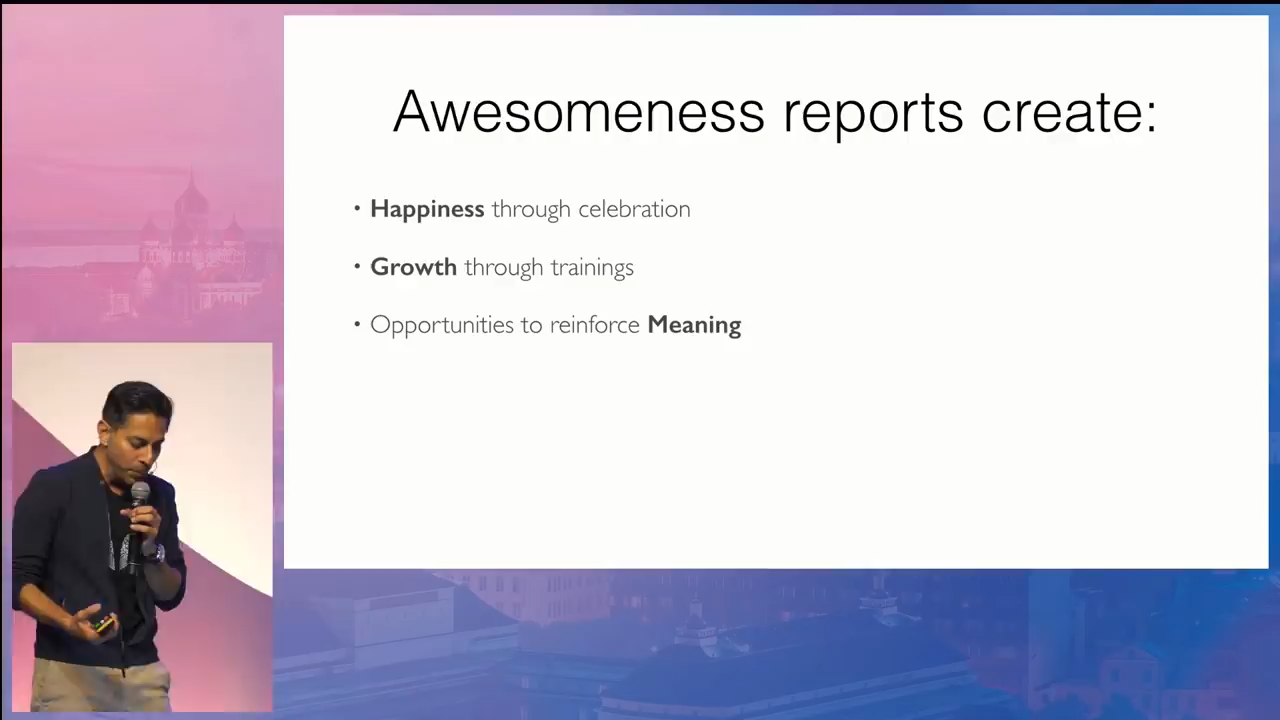 Awesomeness reports create:
• Happiness through celebration
• Growth through trainings
• Opportunities to reinforce Meaning